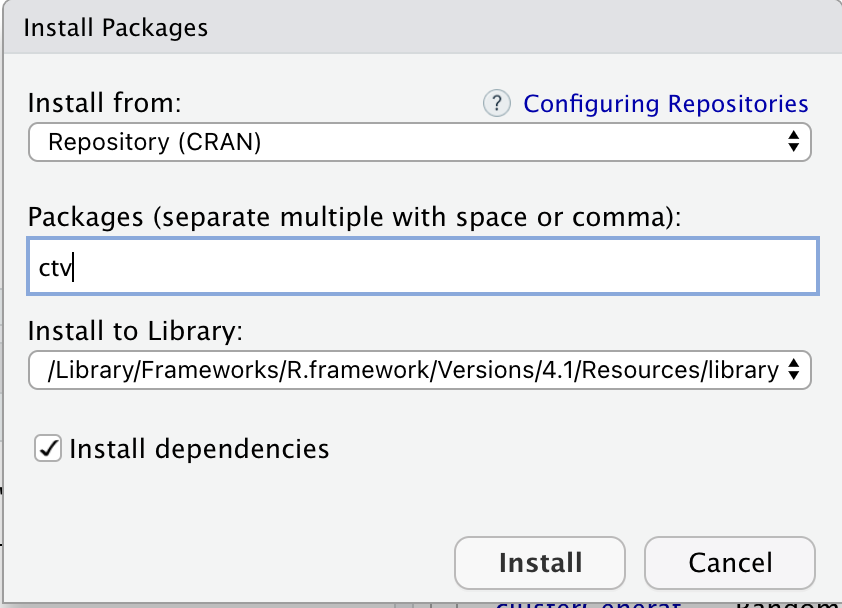 Install Packages
Install from:
? Configuring Repositories
Repository (CRAN)
Packages (separate multiple with space or comma):
ctv
Install to Library:
/Library/Frameworks/R.framework/Versions/4.1/Resources/library
Install dependencies
Install
Cancel